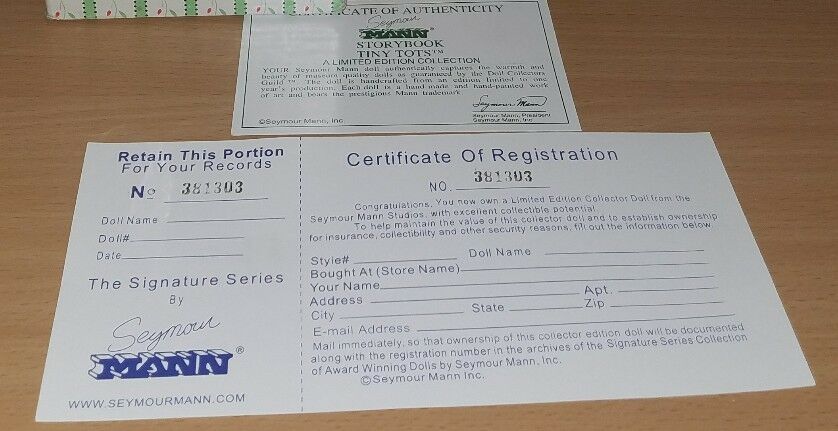 CERTIFICATE OF AUTHENTICITY
Seymour
MANN
STORYBOOK
TINY TOTS™
A LIMITED EDITION COLLECTION
YOUR Seymour Mann doll authentically captures the warmth and
beauty of museum quality dolls as guaranteed by the Doll Collectors
Guild™. The doll is handcrafted from an edition limited to one
year's production. Each doll is a hand made and hand-painted work
of art and bears the prestigious Mann trademark
Seymour Mann
©Seymour Mann, Inc.
Seymour Mann, President
Seymour Mann, Inc.
Retain This Portion
For Your Records
No 381303
Doll Name
Doll#
Date
The Signature Series
By
Seymour
MANN®
WWW.SEYMOURMANN.COM
Certificate Of Registration
NO. 381303
Congratulations, You now own a Limited Edition Collector Doll from the
Seymour Mann Studios, with excellent collectible potential.
To help maintain the value of this collector doll and to establish ownership
for insurance, collectibility and other security reasons, fill out the information below.
Style# Doll Name
Bought At (Store Name)
Your Name
Address Apt.
City State Zip
E-mail Address
Mail immediately, so that ownership of this collector edition doll will be documented
along with the registration number in the archives of the Signature Series Collection
of Award Winning Dolls by Seymour Mann, Inc.
©Seymour Mann Inc.